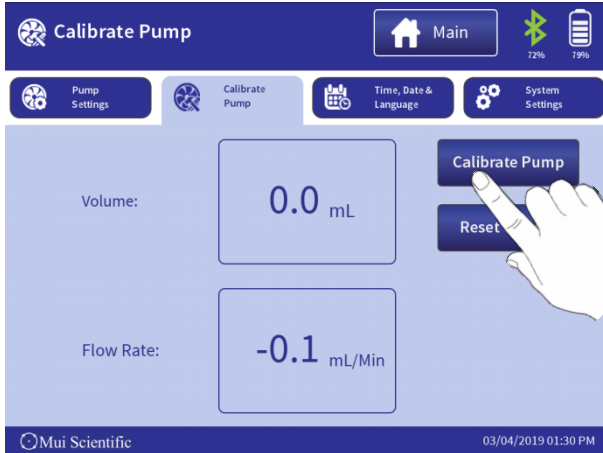 Calibrate Pump
Main
72%
79%
Pump
Settings
Calibrate
Pump
Time, Date &
Language
System
Settings
Volume:
0.0 mL
Calibrate Pump
Reset
Flow Rate:
-0.1 mL/Min
Mui Scientific
03/04/2019 01:30 PM